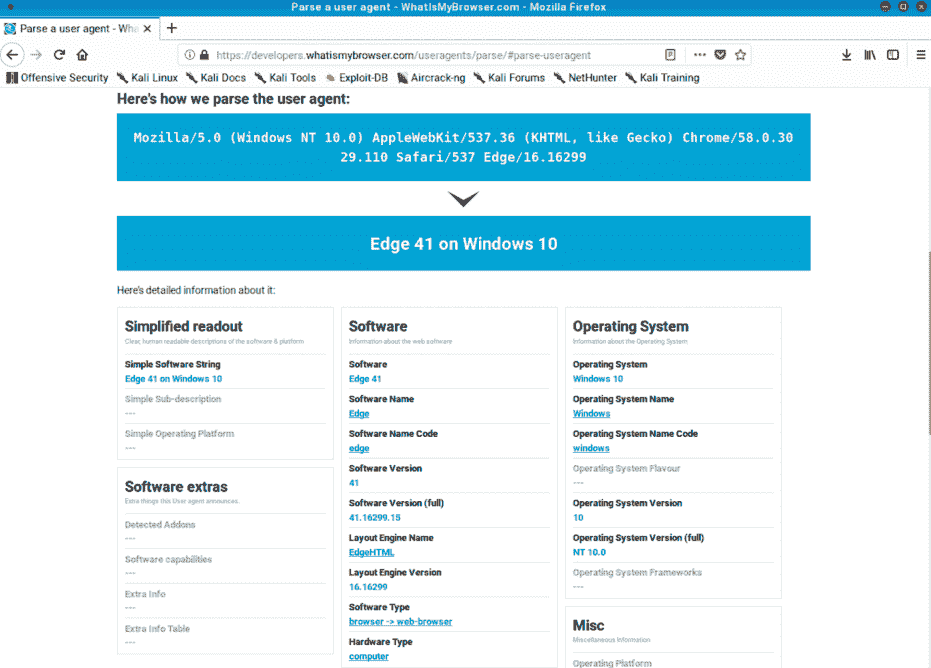 Parse a user agent - WhatIsMyBrowser.com - Mozilla Firefox
Parse a user agent - Wha
https://developers.whatismybrowser.com/useragents/parse/#parse-useragent
Offensive Security Kali Linux Kali Docs Kali Tools Exploit-DB Aircrack-ng Kali Forums NetHunter Kali Training
Here's how we parse the user agent:
Mozilla/5.0 (Windows NT 10.0) AppleWebKit/537.36 (KHTML, like Gecko) Chrome/58.0.30
29.110 Safari/537 Edge/16.16299
Edge 41 on Windows 10
Here's detailed information about it:
Simplified readout
Clear, human readable descriptions of the software & platform
Simple Software String
Edge 41 on Windows 10
Simple Sub-description
---
Simple Operating Platform
---
Software extras
Extra things this User agent announces.
Detected Addons
---
Software capabilities
---
Extra Info
---
Extra Info Table
---
Software
Information about the web software
Software
Edge 41
Software Name
Edge
Software Name Code
edge
Software Version
41
Software Version (full)
41.16299.15
Layout Engine Name
EdgeHTML
Layout Engine Version
16.16299
Software Type
browser -> web-browser
Hardware Type
computer
Operating System
Information about the Operating System
Operating System
Windows 10
Operating System Name
Windows
Operating System Name Code
windows
Operating System Flavour
---
Operating System Version
10
Operating System Version (full)
NT 10.0
Operating System Frameworks
---
Misc
Miscellaneous Information
Operating Platform